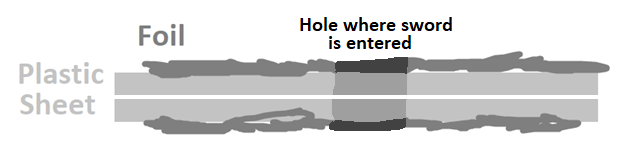 Hole where sword
is entered
Foil
Plastic
Sheet